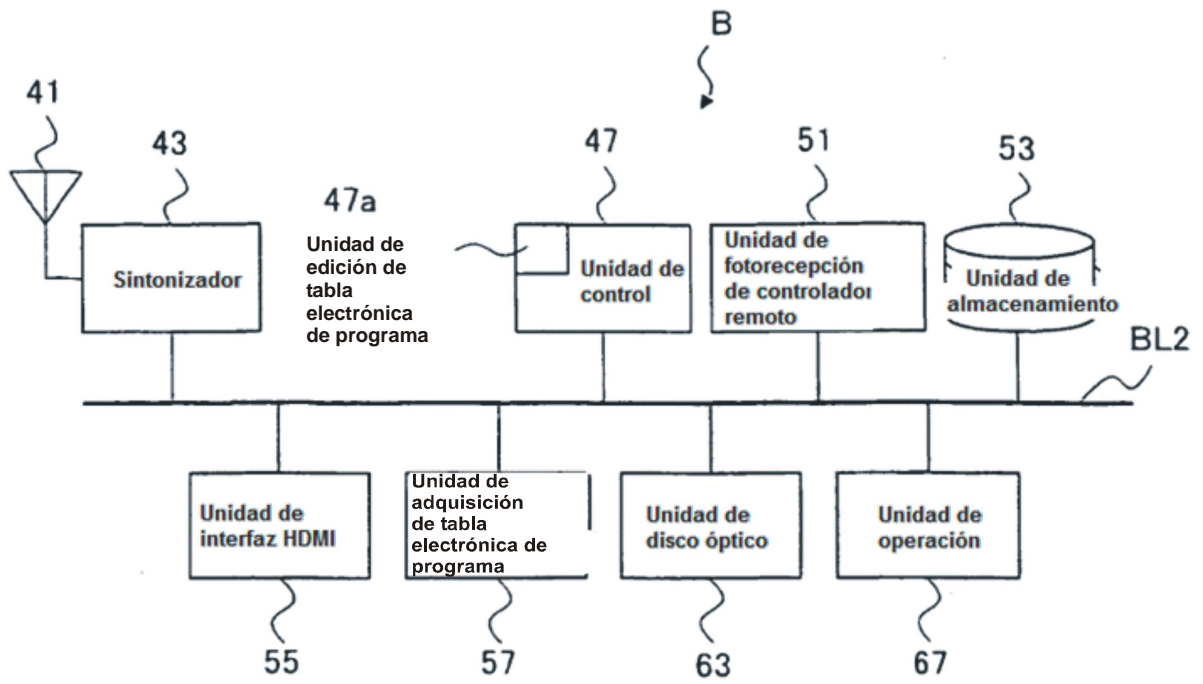 B
41
43
47
51
53
47a
Unidad de
edición de
tabla
electrónica
de programa
Sintonizador
Unidad de
control
Unidad de
fotorecepción
de controlador
remoto
Unidad de
almacenamiento
BL2
Unidad de
interfaz HDMI
Unidad de
adquisición
de tabla
electrónica de
programa
Unidad de
disco óptico
Unidad de
operación
55
57
63
67